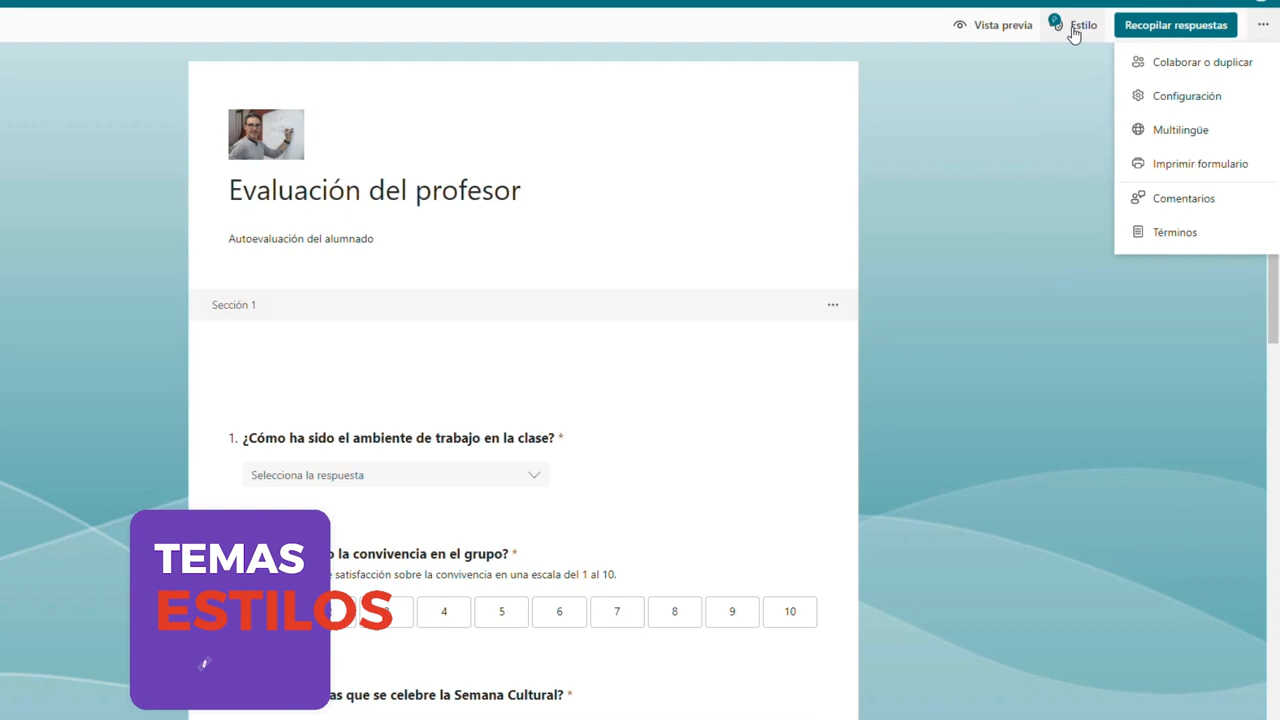 Vista previa
Estilo
Recopilar respuestas
Colaborar o duplicar
Configuración
Multilingüe
Imprimir formulario
Comentarios
Términos
Evaluación del profesor
Autoevaluación del alumnado
Sección 1
1. ¿Cómo ha sido el ambiente de trabajo en la clase? *
Selecciona la respuesta
la convivencia en el grupo? *
satisfacción sobre la convivencia en una escala del 1 al 10.
4 5 6 7 8 9 10
que se celebre la Semana Cultural? *
TEMAS
ESTILOS